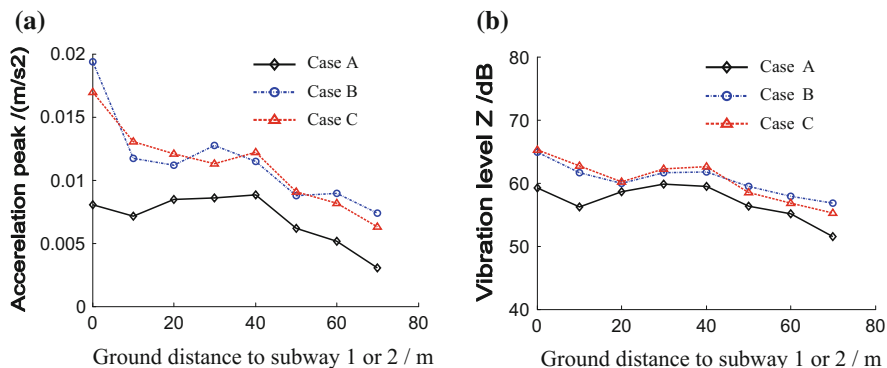 (a)
Accerelation peak /(m/s2)
0.02
0.015
0.01
0.005
0
0 20 40 60 80
Case A
Case B
Case C
Ground distance to subway 1 or 2 / m
(b)
Vibration level Z /dB
80
70
60
50
40
0 20 40 60 80
Case A
Case B
Case C
Ground distance to subway 1 or 2 / m